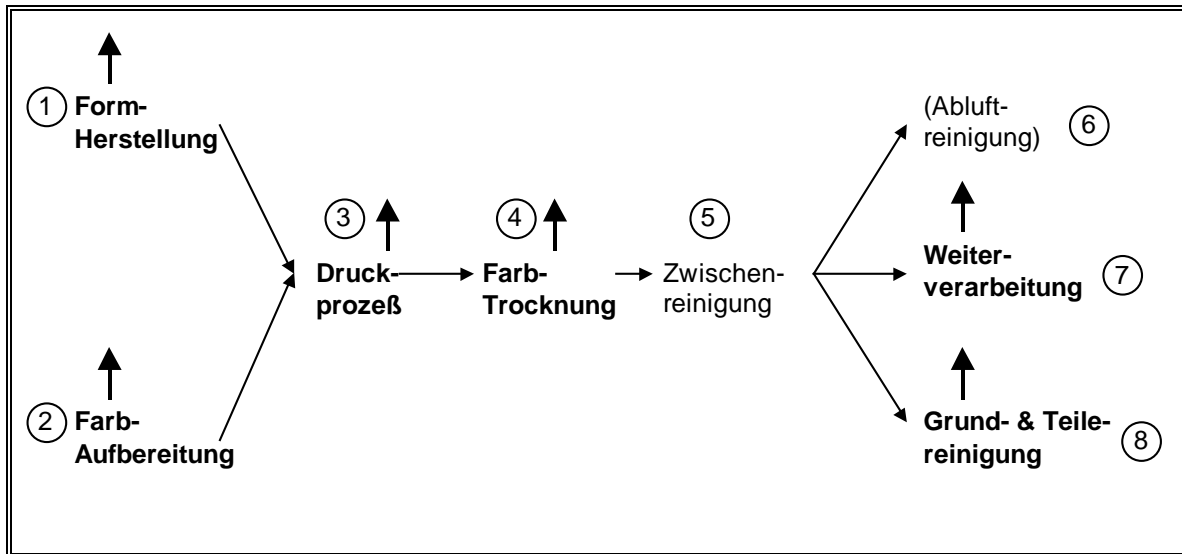 1 Form-
Herstellung
2 Farb-
Aufbereitung
3
Druck-
prozeß
4
Farb-
Trocknung
5
Zwischen-
reinigung
(Abluft-
reinigung) 6
Weiter-
verarbeitung 7
Grund- & Teile-
reinigung 8